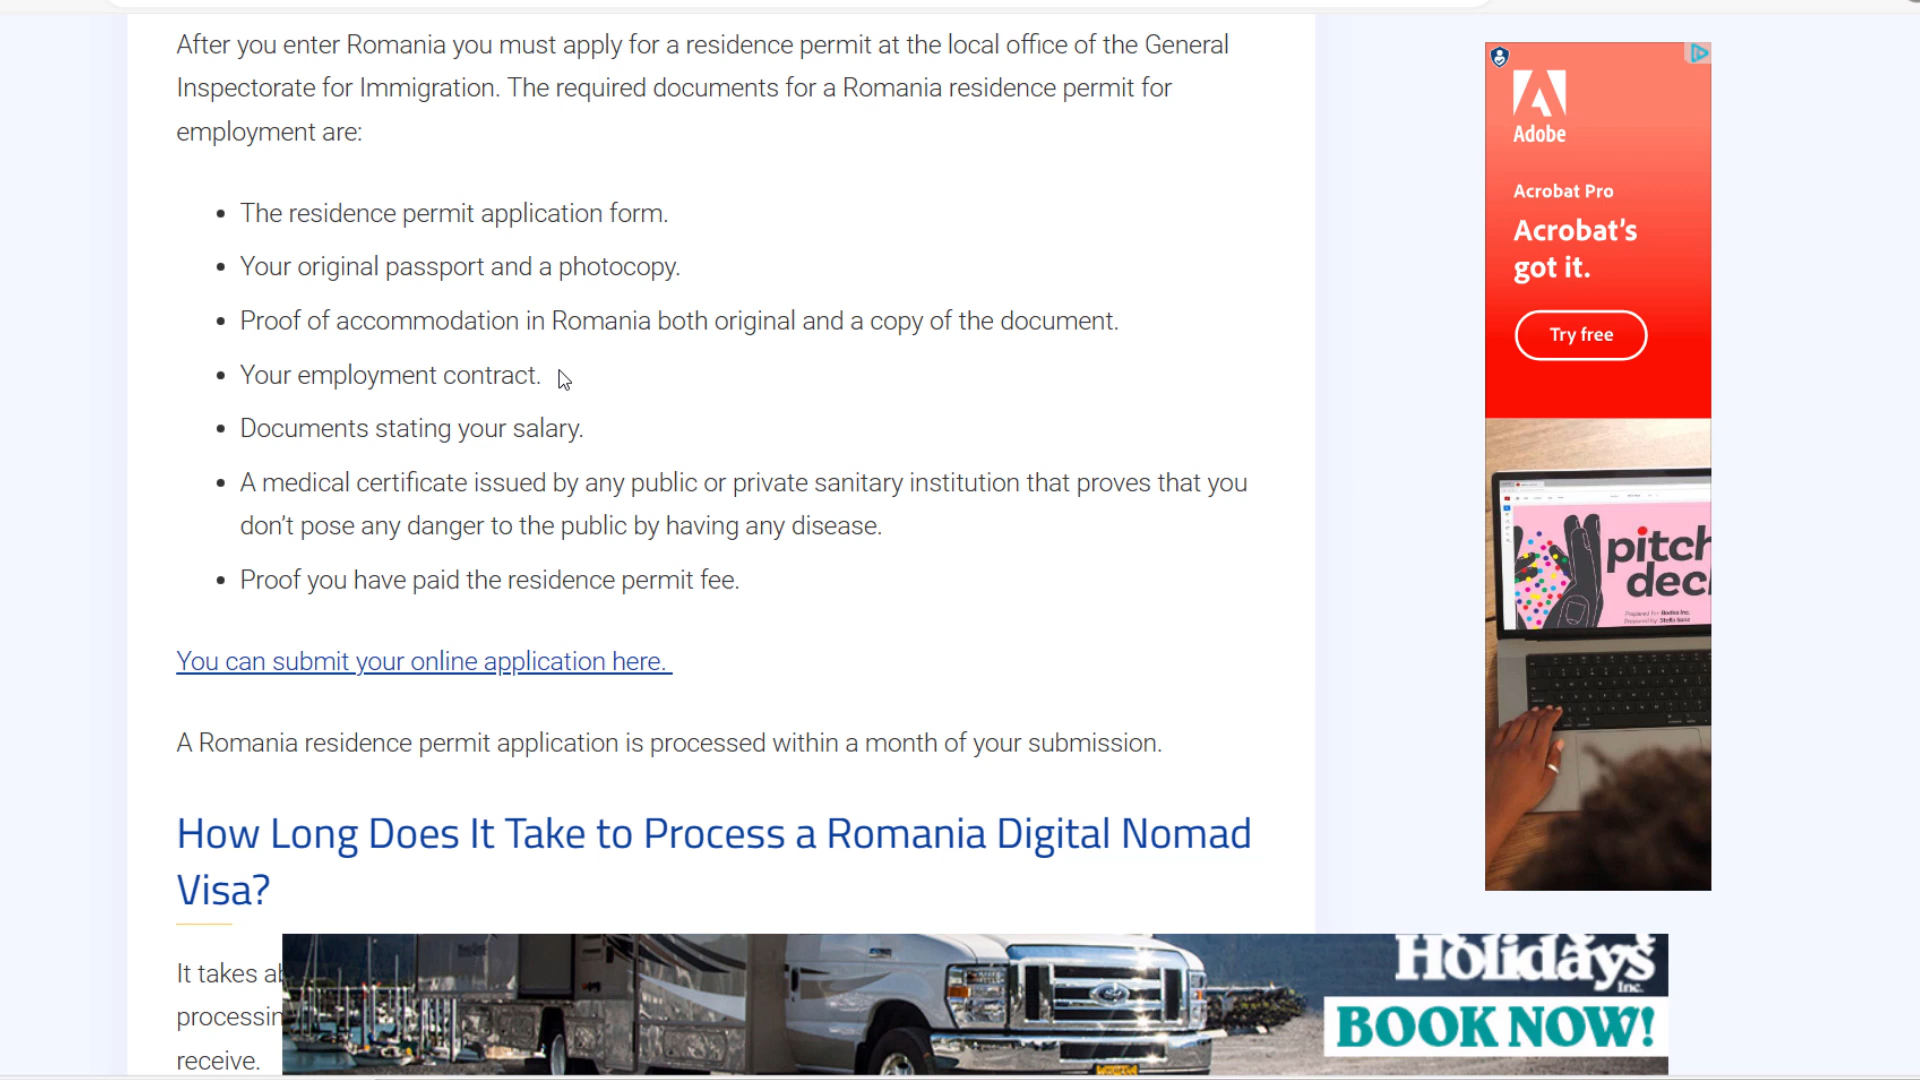 After you enter Romania you must apply for a residence permit at the local office of the General
Inspectorate for Immigration. The required documents for a Romania residence permit for
employment are:
The residence permit application form.
Your original passport and a photocopy.
Proof of accommodation in Romania both original and a copy of the document.
Your employment contract.
Documents stating your salary.
A medical certificate issued by any public or private sanitary institution that proves that you
don't pose any danger to the public by having any disease.
Proof you have paid the residence permit fee.
You can submit your online application here.
A Romania residence permit application is processed within a month of your submission.
How Long Does It Take to Process a Romania Digital Nomad
Visa?
It takes
receive.
Adobe
Acrobat Pro
Acrobat's
got it.
Try free
pitch
Holidays
Inc.
BOOK NOW!